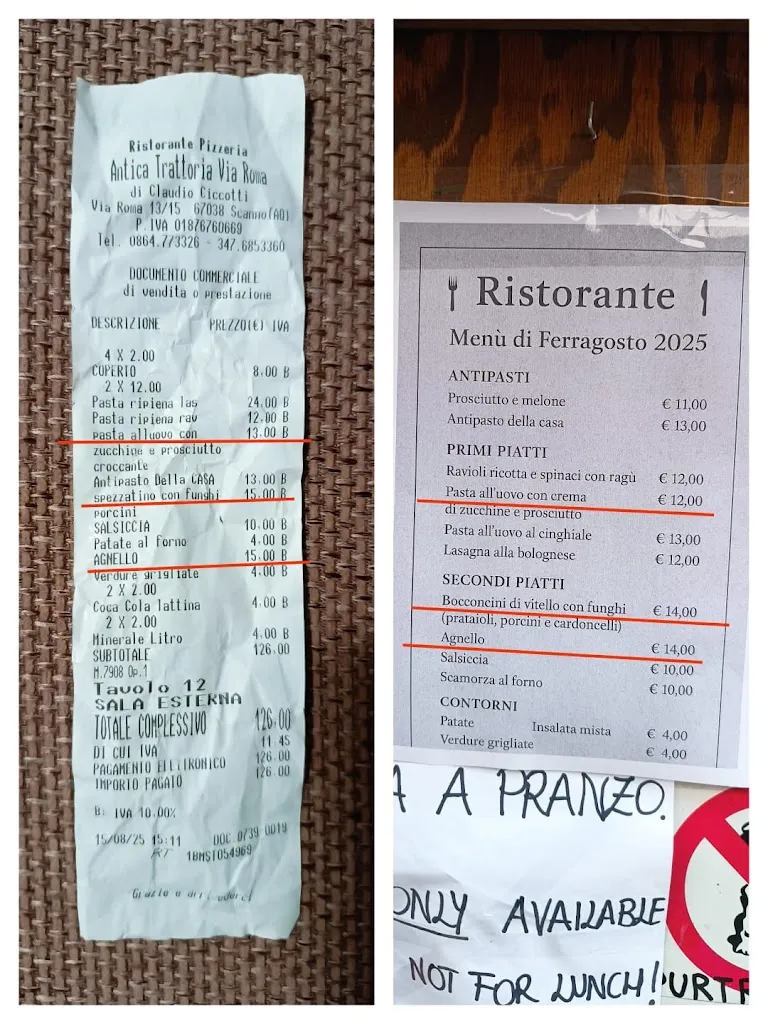 Ristorante Pizzeria
Antica Trattoria Via Roma
di Claudio Ciccotti
Via Roma 13/15 67038 Scanno(AQ)
P.IVA 01876760669
Tel. 0864.773326 - 347.6853360
DOCUMENTO COMMERCIALE
di vendita o prestazione
DESCRIZIONE PREZZO(€) IVA
4 X 2.00
COPERTO 8.00 B
2 X 12.00
Pasta ripiena las 24.00 B
Pasta ripiena rav 12.00 B
pasta alluovo con 13.00 B
zucchine e prosciutto
croccante
Antipasto Della CASA 13.00 B
spezzatino con funghi 15.00 B
porcini
SALSICCIA 10.00 B
Patate al forno 4.00 B
AGNELLO 15.00 B
Verdure grigliate 4.00 B
2 X 2.00
Coca Cola lattina 4.00 B
2 X 2.00
Minerale Litro 4.00 B
SUBTOTALE 126.00
M.7908 Op.1
Tavolo 12
SALA ESTERNA
TOTALE COMPLESSIVO 126.00
DI CUI IVA 11.45
PAGAMENTO ELETTRONICO 126.00
IMPORTO PAGATO 126.00
B: IVA 10.00%
15/08/25 15:11 DOC.0739 0019
RT 18MST054969
Grazie e
Ristorante
Menù di Ferragosto 2025
ANTIPASTI
Prosciutto e melone € 11,00
Antipasto della casa € 13,00
PRIMI PIATTI
Ravioli ricotta e spinaci con ragù € 12,00
Pasta all'uovo con crema € 12,00
di zucchine e prosciutto
Pasta all'uovo al cinghiale € 13,00
Lasagna alla bolognese € 12,00
SECONDI PIATTI
Bocconcini di vitello con funghi € 14,00
(prataioli, porcini e cardoncelli)
Agnello € 14,00
Salsiccia € 10,00
Scamorza al forno € 10,00
CONTORNI
Patate Insalata mista € 4,00
Verdure grigliate € 4,00
A A PRANZO.
ONLY AVAILABLE
NOT FOR LUNCH!